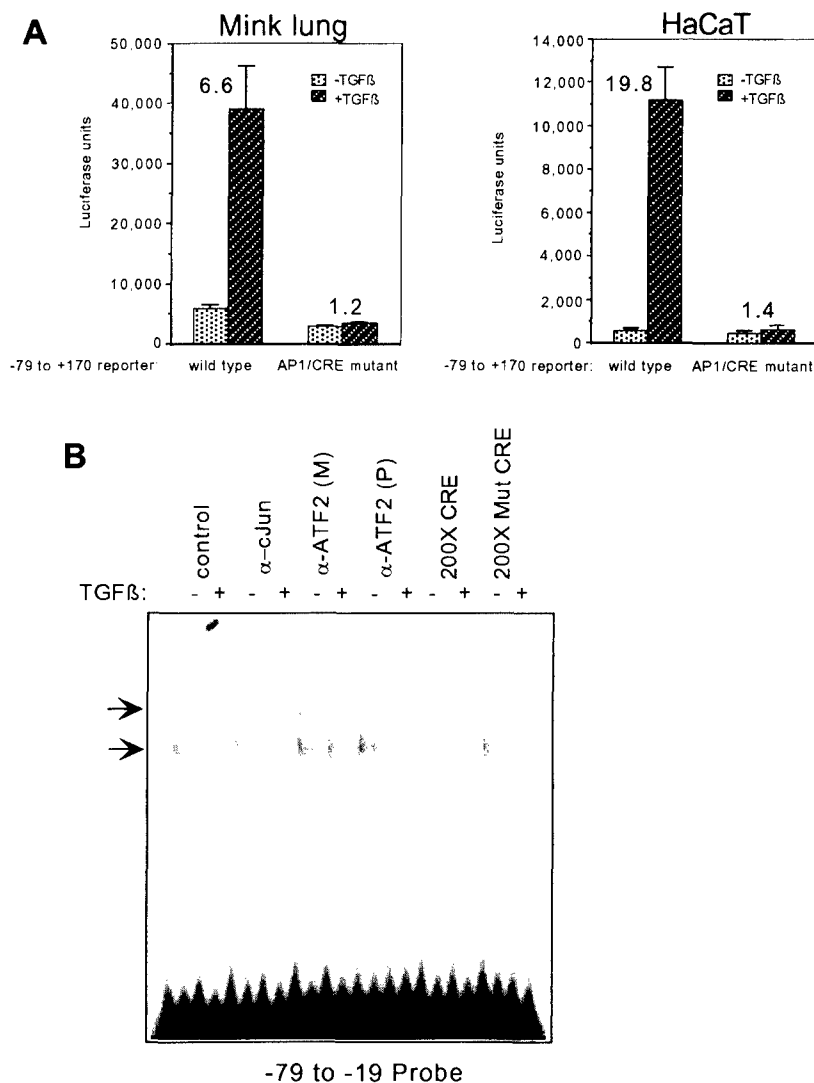 A
Mink lung
50,000
40,000
30,000
20,000
10,000
0
Luciferase units
6.6
1.2
-TGFß
+TGFß
-79 to +170 reporter:
wild type
AP1/CRE mutant
HaCaT
14,000
12,000
10,000
8,000
6,000
4,000
2,000
0
Luciferase units
19.8
1.4
-TGFß
+TGFß
-79 to +170 reporter:
wild type
AP1/CRE mutant
B
control
α-cJun
α-ATF2 (M)
α-ATF2 (P)
200X CRE
200X Mut CRE
TGFß: - + - + - + - + - + - +
-79 to -19 Probe